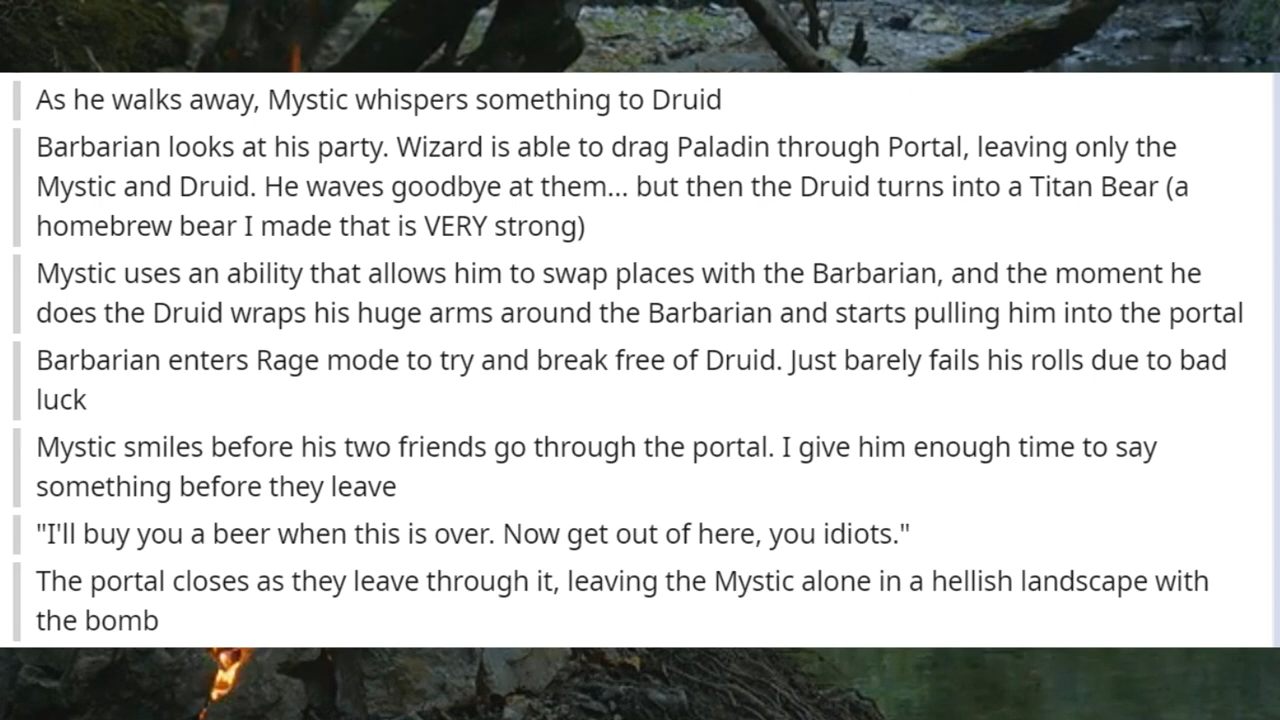 As he walks away, Mystic whispers something to Druid
Barbarian looks at his party. Wizard is able to drag Paladin through Portal, leaving only the
Mystic and Druid. He waves goodbye at them... but then the Druid turns into a Titan Bear (a
homebrew bear I made that is VERY strong)
Mystic uses an ability that allows him to swap places with the Barbarian, and the moment he
does the Druid wraps his huge arms around the Barbarian and starts pulling him into the portal
Barbarian enters Rage mode to try and break free of Druid. Just barely fails his rolls due to bad
luck
Mystic smiles before his two friends go through the portal. I give him enough time to say
something before they leave
"I'll buy you a beer when this is over. Now get out of here, you idiots."
The portal closes as they leave through it, leaving the Mystic alone in a hellish landscape with
the bomb